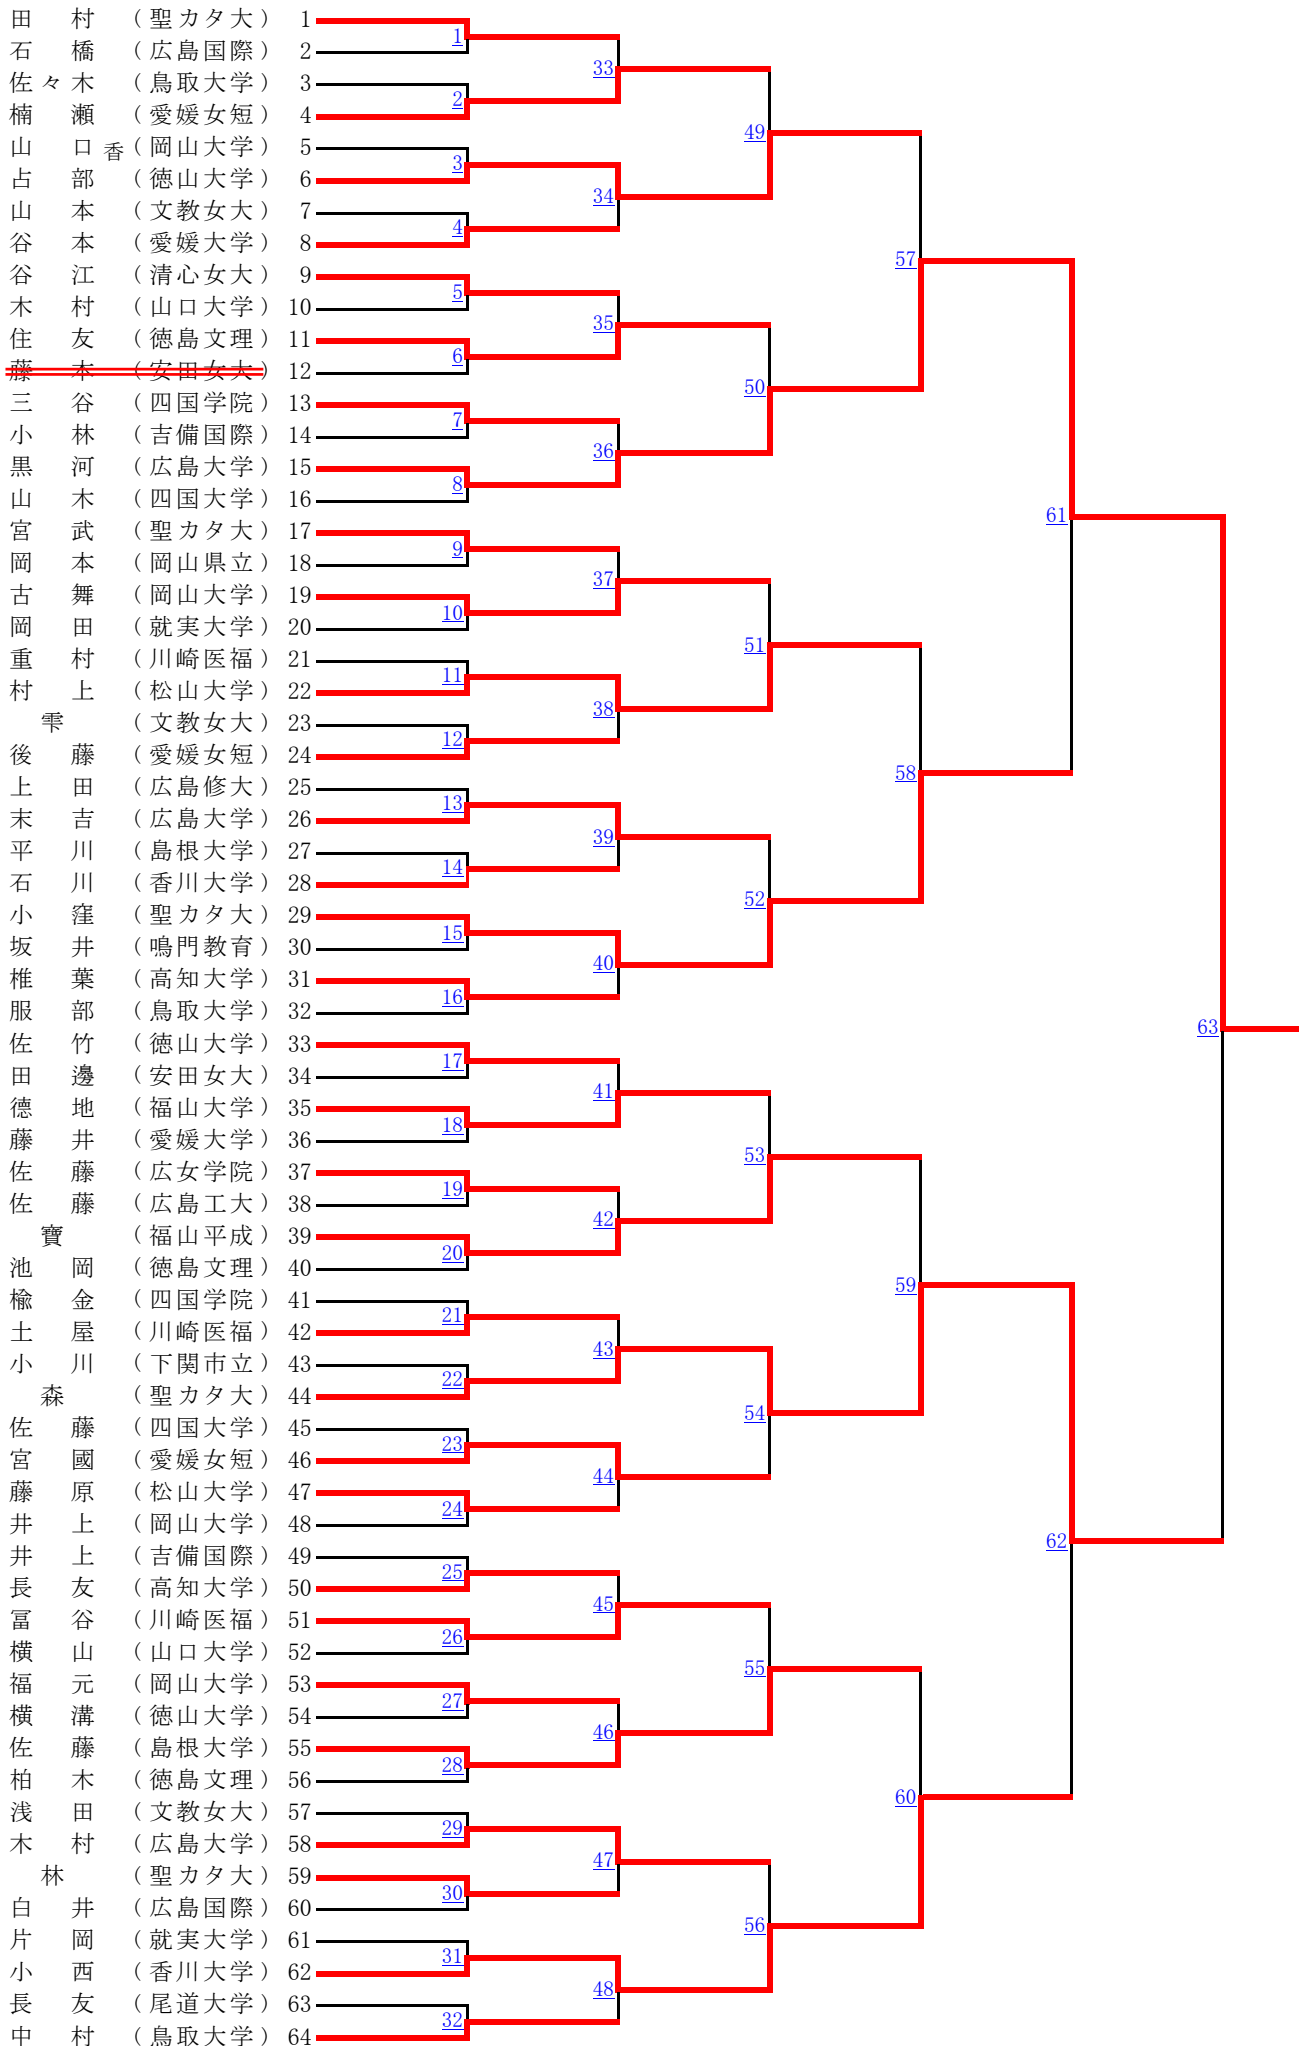 田村（聖カタ大）1
石橋（広島国際）2
佐々木（鳥取大学）3
楠瀬（愛媛女短）4
山口香（岡山大学）5
占部（徳山大学）6
山本（文教女大）7
谷本（愛媛大学）8
谷江（清心女大）9
木村（山口大学）10
住友（徳島文理）11
藤本（安田女大）12
三谷（四国学院）13
小林（吉備国際）14
黒河（広島大学）15
山木（四国大学）16
宮武（聖カタ大）17
岡本（岡山県立）18
古舞（岡山大学）19
岡田（就実大学）20
重村（川崎医福）21
村上（松山大学）22
雫（文教女大）23
後藤（愛媛女短）24
上田（広島修大）25
末吉（広島大学）26
平川（島根大学）27
石川（香川大学）28
小窪（聖カタ大）29
坂井（鳴門教育）30
椎葉（高知大学）31
服部（鳥取大学）32
佐竹（徳山大学）33
田邊（安田女大）34
德地（福山大学）35
藤井（愛媛大学）36
佐藤（広女学院）37
佐藤（広島工大）38
寶（福山平成）39
池岡（徳島文理）40
楡金（四国学院）41
土屋（川崎医福）42
小川（下関市立）43
森（聖カタ大）44
佐藤（四国大学）45
宮國（愛媛女短）46
藤原（松山大学）47
井上（岡山大学）48
井上（吉備国際）49
長友（高知大学）50
冨谷（川崎医福）51
横山（山口大学）52
福元（岡山大学）53
横溝（徳山大学）54
佐藤（島根大学）55
柏木（徳島文理）56
浅田（文教女大）57
木村（広島大学）58
林（聖カタ大）59
白井（広島国際）60
片岡（就実大学）61
小西（香川大学）62
長友（尾道大学）63
中村（鳥取大学）64
1
2
3
4
5
6
7
8
9
10
11
12
13
14
15
16
17
18
19
20
21
22
23
24
25
26
27
28
29
30
31
32
33
34
35
36
37
38
39
40
41
42
43
44
45
46
47
48
49
50
51
52
53
54
55
56
57
58
59
60
61
62
63